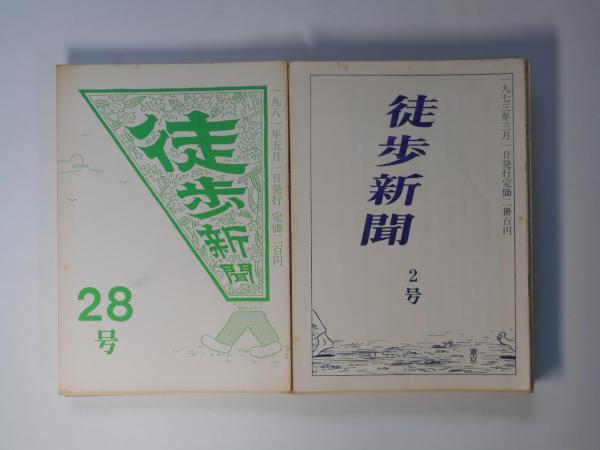 徒歩新聞
28
号
一九八一年五月一日発行 定価二百円
徒歩新聞
2号
一九七三年三月一日発行定価一冊百円
東京